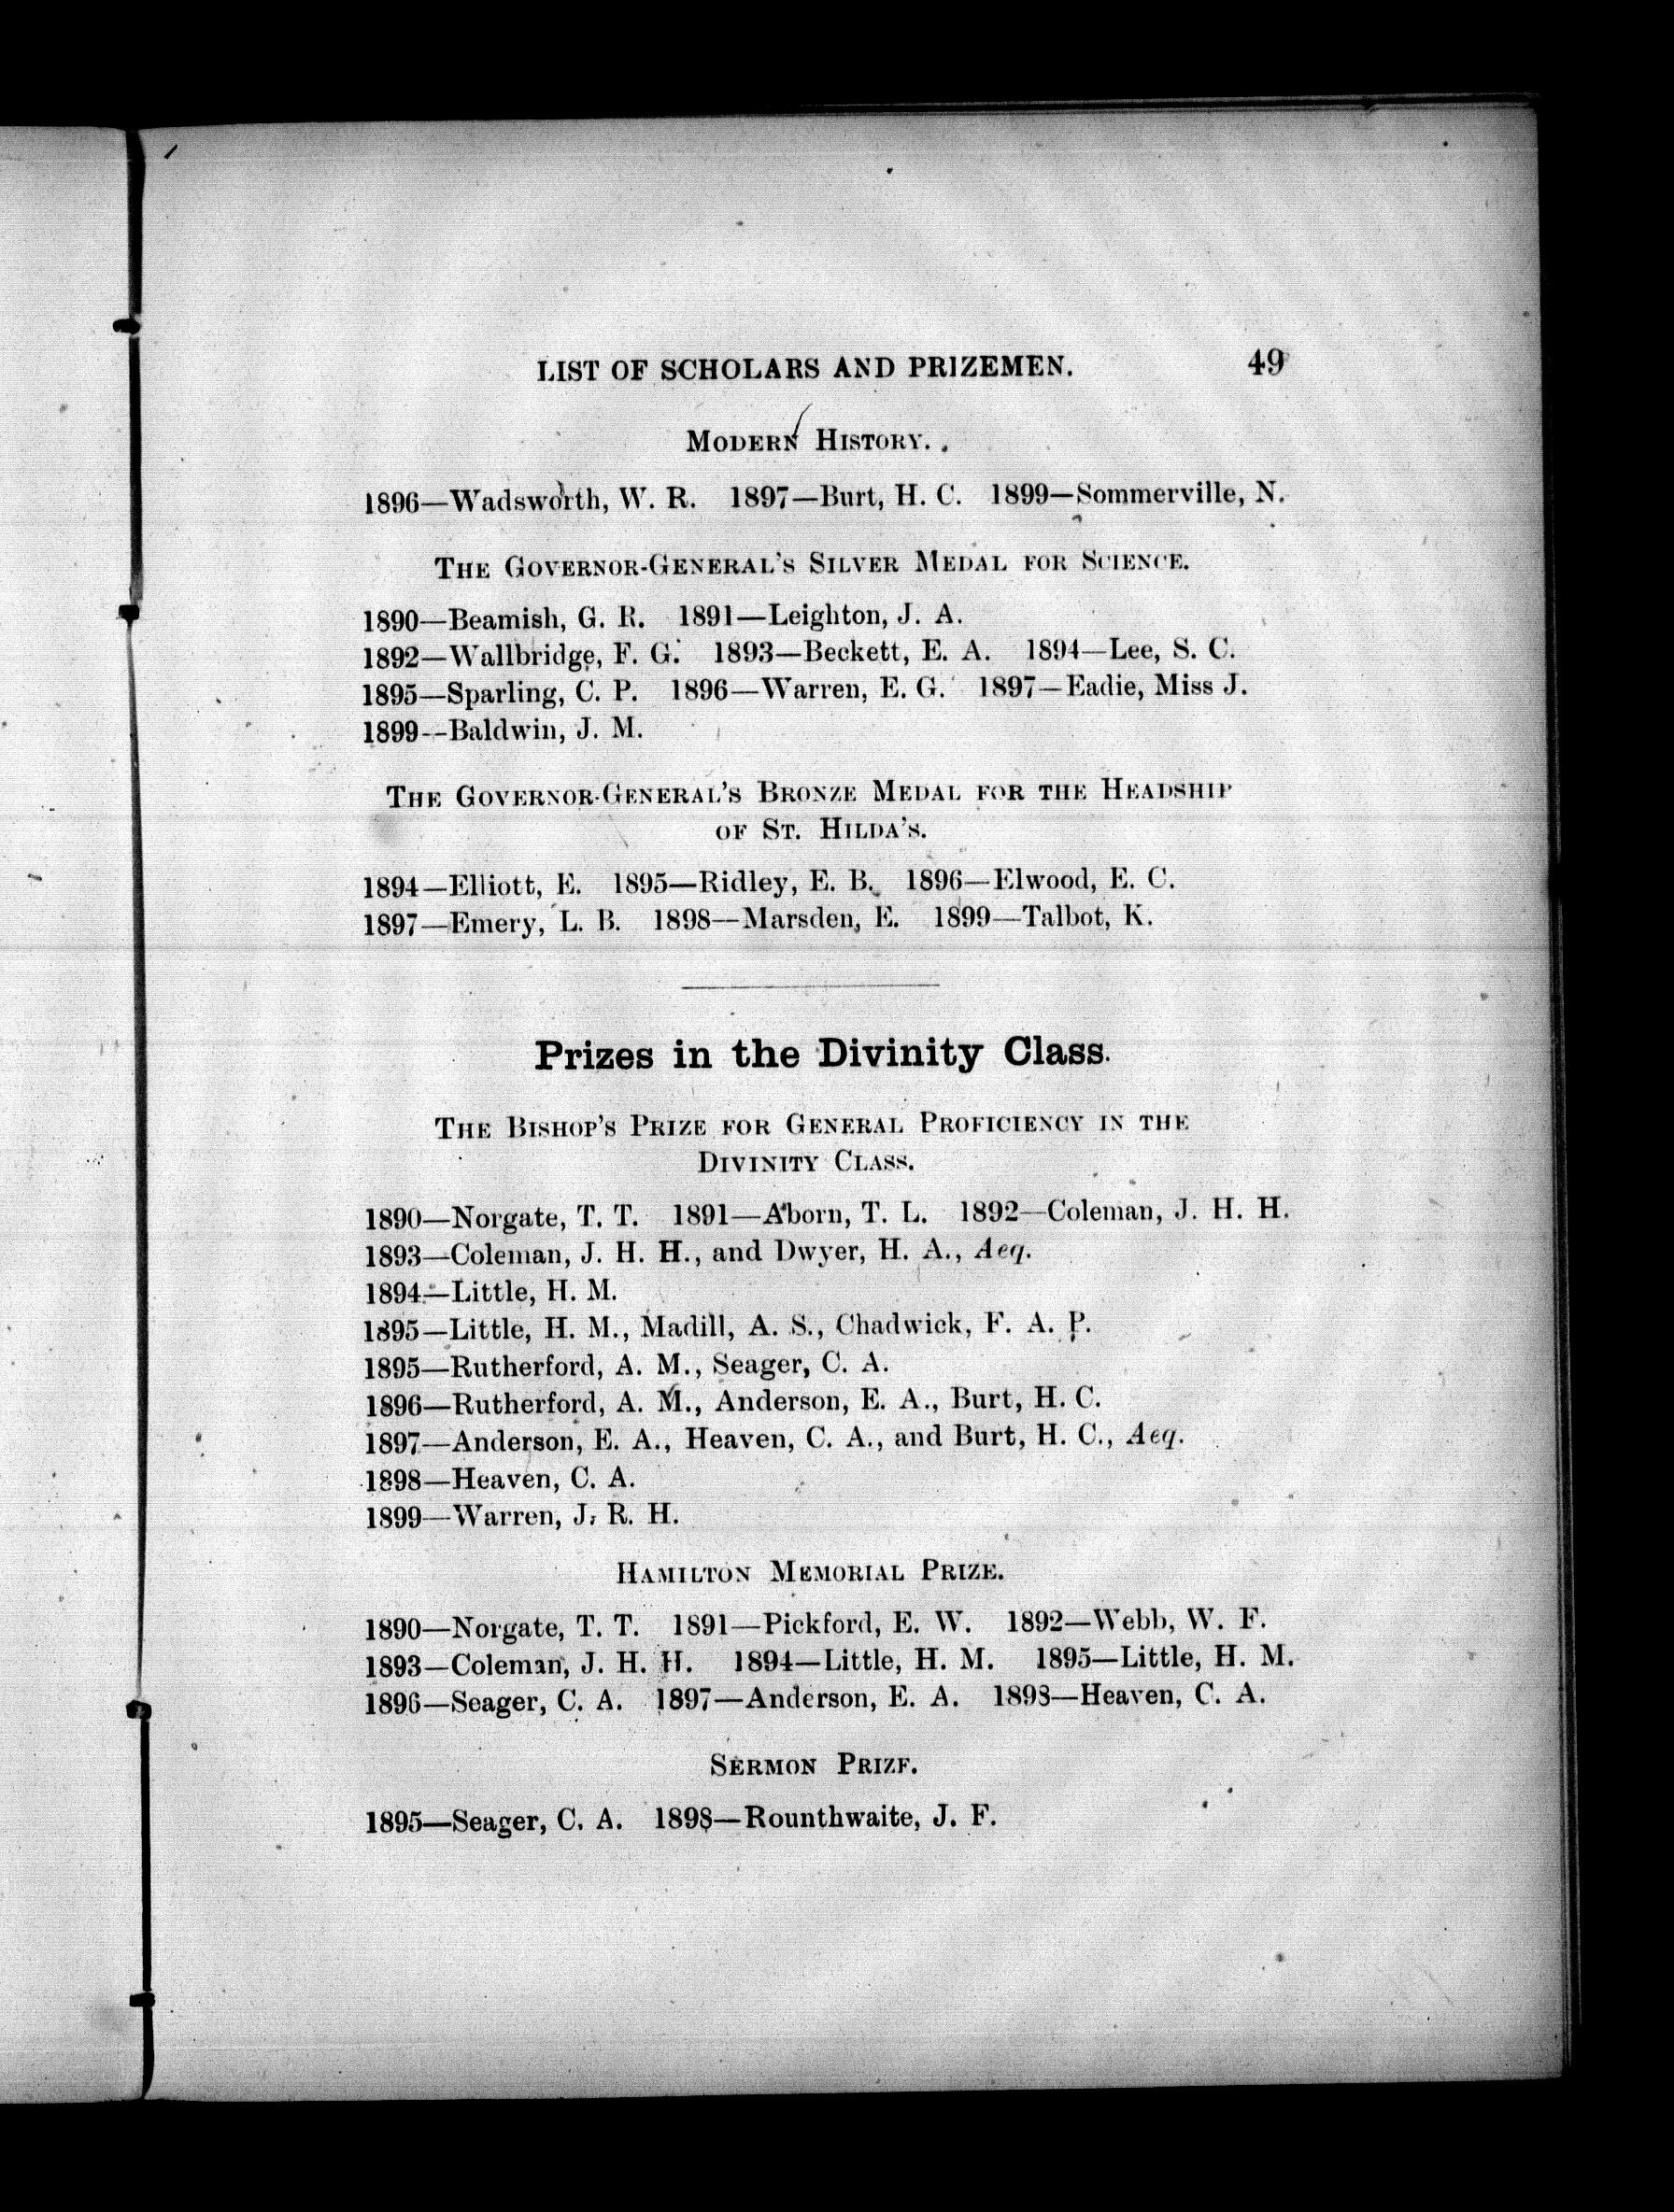 LIST OF SCHOLARS AND PRIZEMEN. 49
MODERN HISTORY.
1896—Wadsworth, W. R. 1897—Burt, H. C. 1899—Sommerville, N.
THE GOVERNOR-GENERAL'S SILVER MEDAL FOR SCIENCE.
1890—Beamish, G. R. 1891—Leighton, J. A.
1892—Wallbridge, F. G. 1893—Beckett, E. A. 1894—Lee, S. C.
1895—Sparling, C. P. 1896—Warren, E. G. 1897—Eadie, Miss J.
1899--Baldwin, J. M.
THE GOVERNOR-GENERAL'S BRONZE MEDAL FOR THE HEADSHIP
OF ST. HILDA'S.
1894—Elliott, E. 1895—Ridley, E. B. 1896—Elwood, E. C.
1897—Emery, L. B. 1898—Marsden, E. 1899—Talbot, K.
Prizes in the Divinity Class.
THE BISHOP'S PRIZE FOR GENERAL PROFICIENCY IN THE
DIVINITY CLASS.
1890—Norgate, T. T. 1891—Aborn, T. L. 1892—Coleman, J. H. H.
1893—Coleman, J. H. H., and Dwyer, H. A., Aeq.
1894—Little, H. M.
1895—Little, H. M., Madill, A. S., Chadwick, F. A. P.
1895—Rutherford, A. M., Seager, C. A.
1896—Rutherford, A. M., Anderson, E. A., Burt, H. C.
1897—Anderson, E. A., Heaven, C. A., and Burt, H. C., Aeq.
1898—Heaven, C. A.
1899—Warren, J. R. H.
HAMILTON MEMORIAL PRIZE.
1890—Norgate, T. T. 1891—Pickford, E. W. 1892—Webb, W. F.
1893—Coleman, J. H. H. 1894—Little, H. M. 1895—Little, H. M.
1896—Seager, C. A. 1897—Anderson, E. A. 1898—Heaven, C. A.
SERMON PRIZE.
1895—Seager, C. A. 1898—Rounthwaite, J. F.